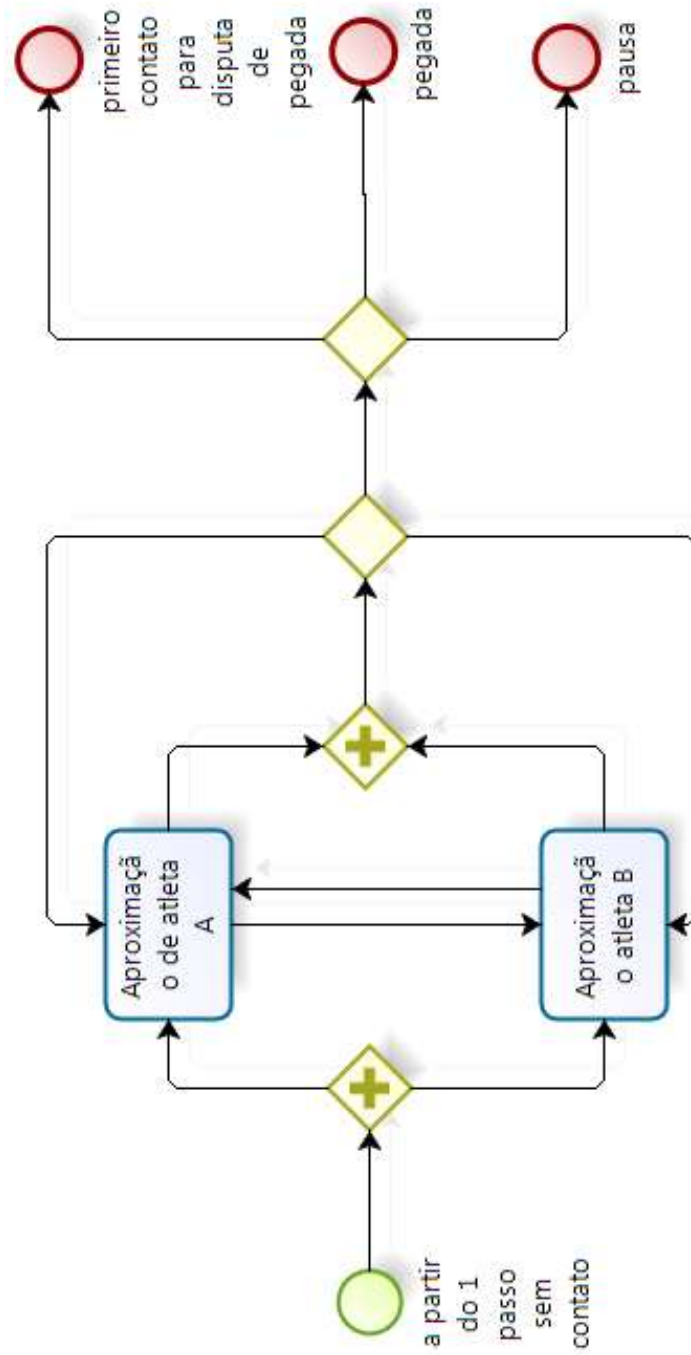 a partir
do 1
passo
sem
contato
Aproximaçã
o de atleta
A
Aproximaçã
o atleta B
primeiro
contato
para
disputa
de
pegada
pegada
pausa